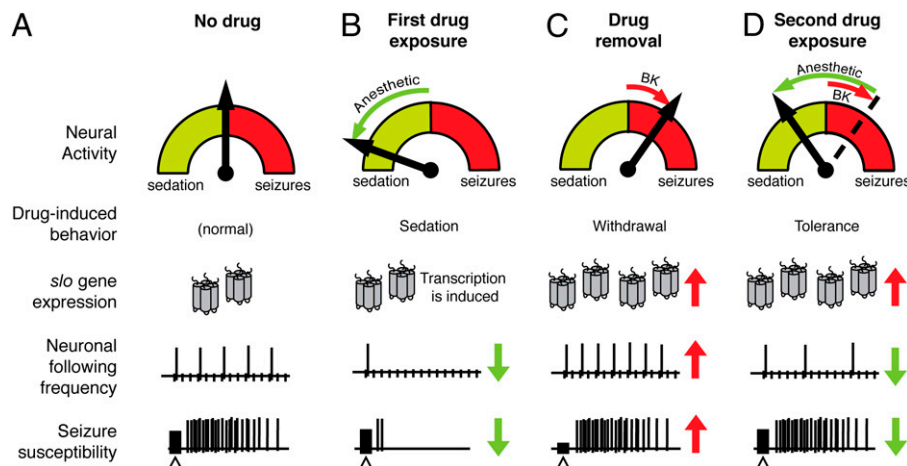 A
No drug
B
First drug
exposure
C
Drug
removal
D
Second drug
exposure
Neural
Activity
sedation
seizures
Anesthetic
sedation
seizures
BK
sedation
seizures
Anesthetic
BK
sedation
seizures
Drug-induced
behavior
(normal)
Sedation
Withdrawal
Tolerance
slo gene
expression
Transcription
is induced
Neuronal
following
frequency
Seizure
susceptibility